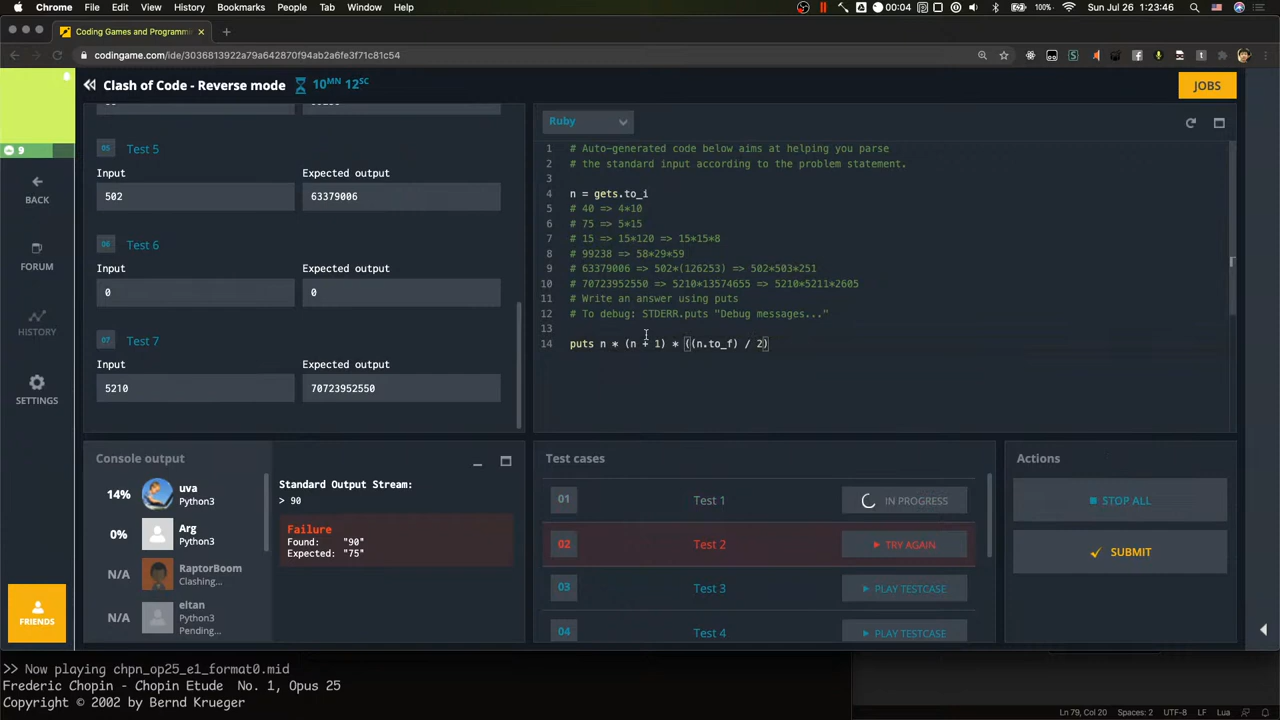 Chrome File Edit View History Bookmarks People Tab Window Help 00:04 100% Sun Jul 26 1:23:46
Coding Games and Programmi
codingame.com/ide/3036813922a79a642870f94ab2a6fe3f71c81c54
Clash of Code - Reverse mode 10MN 12SC JOBS
9
BACK
FORUM
HISTORY
SETTINGS
FRIENDS
05 Test 5
Input Expected output
502 63379006
06 Test 6
Input Expected output
0 0
07 Test 7
Input Expected output
5210 70723952550
Ruby
1 # Auto-generated code below aims at helping you parse
2 # the standard input according to the problem statement.
3
4 n = gets.to_i
5 # 40 => 4*10
6 # 75 => 5*15
7 # 15 => 15*120 => 15*15*8
8 # 99238 => 58*29*59
9 # 63379006 => 502*(126253) => 502*503*251
10 # 70723952550 => 5210*13574655 => 5210*5211*2605
11 # Write an answer using puts
12 # To debug: STDERR.puts "Debug messages..."
13
14 puts n * (n + 1) * ((n.to_f) / 2)
Console output
14% uva
Python3
0% Arg
Python3
N/A RaptorBoom
Clashing...
N/A eltan
Python3
Pending...
Standard Output Stream:
> 90
Failure
Found: "90"
Expected: "75"
Test cases
01 Test 1 IN PROGRESS
02 Test 2 TRY AGAIN
03 Test 3 PLAY TESTCASE
04 Test 4 PLAY TESTCASE
Actions
STOP ALL
SUBMIT
>> Now playing chpn_op25_e1_format0.mid
Frederic Chopin - Chopin Etude No. 1, Opus 25
Copyright © 2002 by Bernd Krueger
Ln 79, Col 20 Spaces: 2 UTF-8 LF Lua